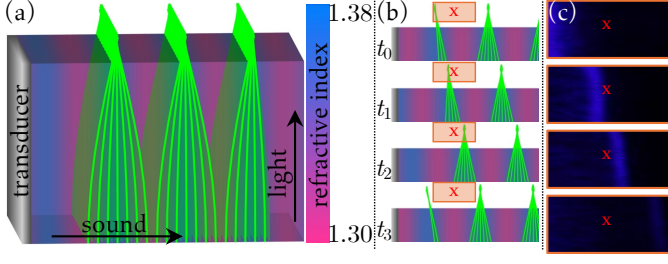 (a)
transducer
sound
light
1.38
refractive index
1.30
(b)
t0
x
t1
x
t2
x
t3
x
(c)
x
x
x
x